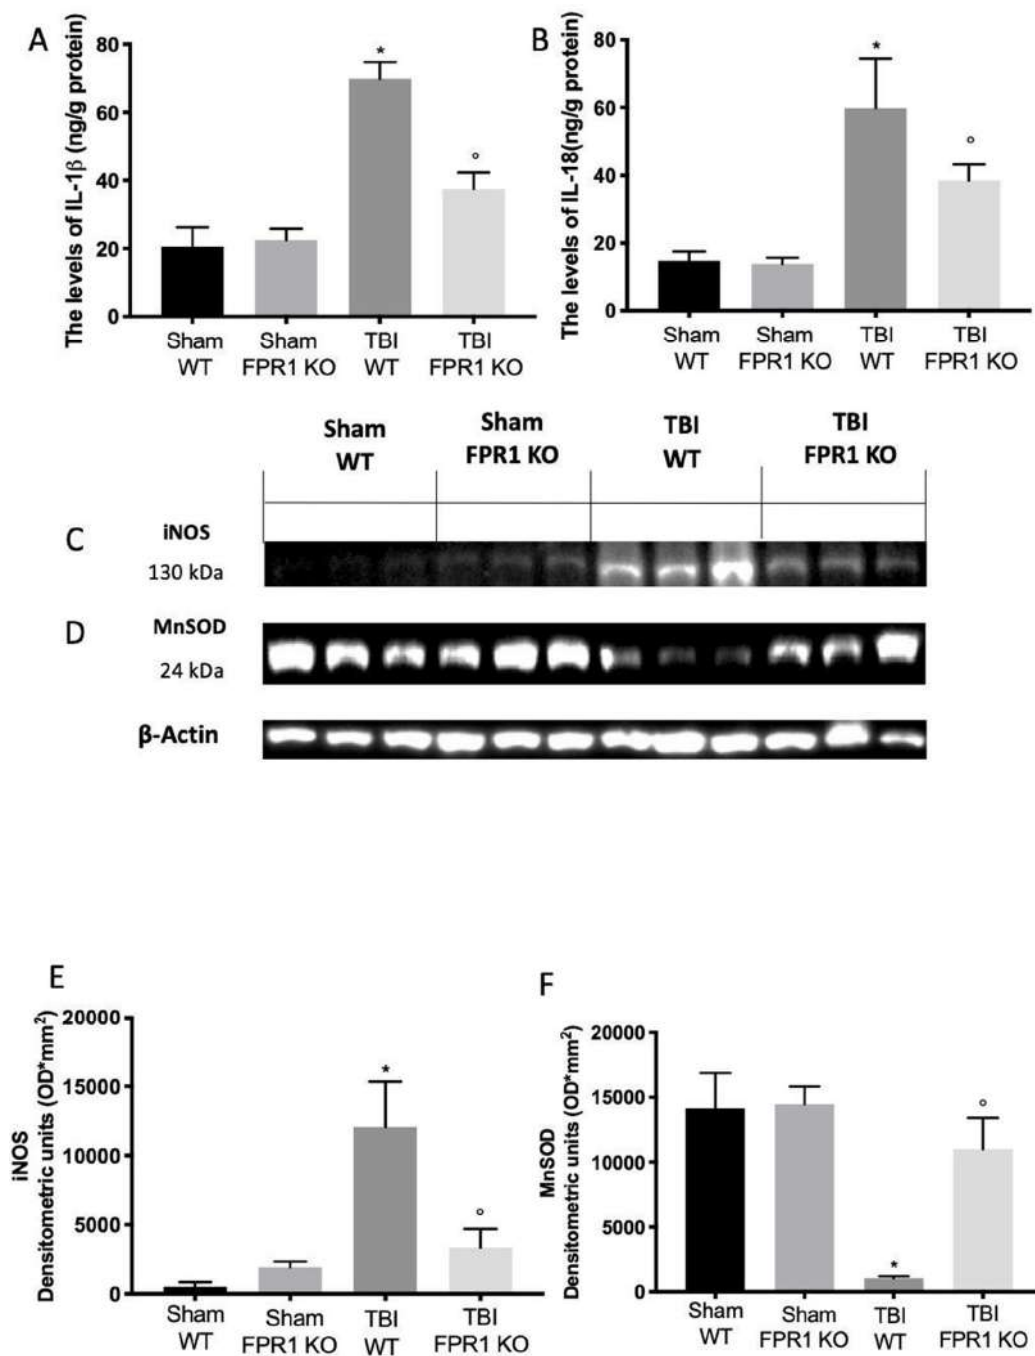 A
The levels of IL-1β (ng/g protein)
80
60
40
20
0
*
°
Sham
WT
Sham
FPR1 KO
TBI
WT
TBI
FPR1 KO
B
The levels of IL-18(ng/g protein)
80
60
40
20
0
*
°
Sham
WT
Sham
FPR1 KO
TBI
WT
TBI
FPR1 KO
Sham
WT
Sham
FPR1 KO
TBI
WT
TBI
FPR1 KO
C
iNOS
130 kDa
D
MnSOD
24 kDa
β-Actin
E
iNOS
Densitometric units (OD*mm²)
20000
15000
10000
5000
0
*
°
Sham
WT
Sham
FPR1 KO
TBI
WT
TBI
FPR1 KO
F
MnSOD
Densitometric units (OD*mm²)
20000
15000
10000
5000
0
*
°
Sham
WT
Sham
FPR1 KO
TBI
WT
TBI
FPR1 KO